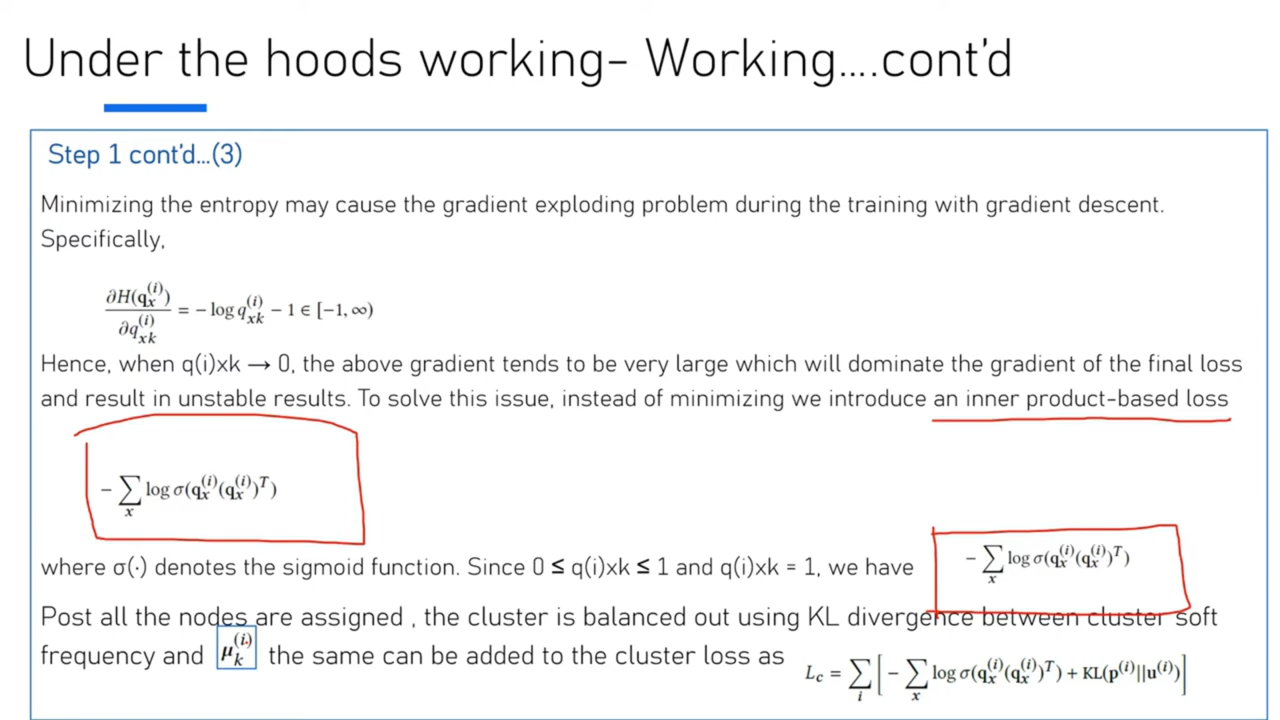 Under the hoods working– Working....cont'd
Step 1 cont'd...(3)
Minimizing the entropy may cause the gradient exploding problem during the training with gradient descent.
Specifically,
∂H(q_x^(i)) / ∂q_xk^(i) = − log q_xk^(i) − 1 ∈ [−1, ∞)
Hence, when q(i)xk → 0, the above gradient tends to be very large which will dominate the gradient of the final loss
and result in unstable results. To solve this issue, instead of minimizing we introduce an inner product-based loss
− ∑_x log σ(q_x^(i)(q_x^(i))^T)
where σ(·) denotes the sigmoid function. Since 0 ≤ q(i)xk ≤ 1 and q(i)xk = 1, we have − ∑_x log σ(q_x^(i)(q_x^(i))^T)
Post all the nodes are assigned , the cluster is balanced out using KL divergence between cluster soft
frequency and μ_k^(i) the same can be added to the cluster loss as L_c = ∑_i [ − ∑_x log σ(q_x^(i)(q_x^(i))^T) + KL(p^(i)||u^(i)) ]